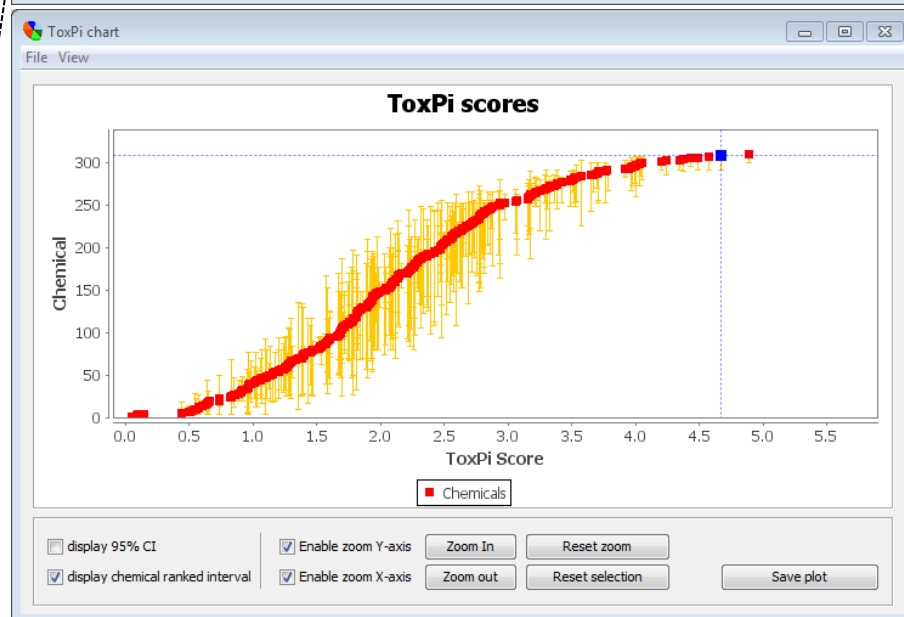 ToxPi chart
File View
ToxPi scores
300
250
200
150
100
50
0
Chemical
0.0 0.5 1.0 1.5 2.0 2.5 3.0 3.5 4.0 4.5 5.0 5.5
ToxPi Score
Chemicals
display 95% CI Enable zoom Y-axis Zoom In Reset zoom
display chemical ranked interval Enable zoom X-axis Zoom out Reset selection Save plot